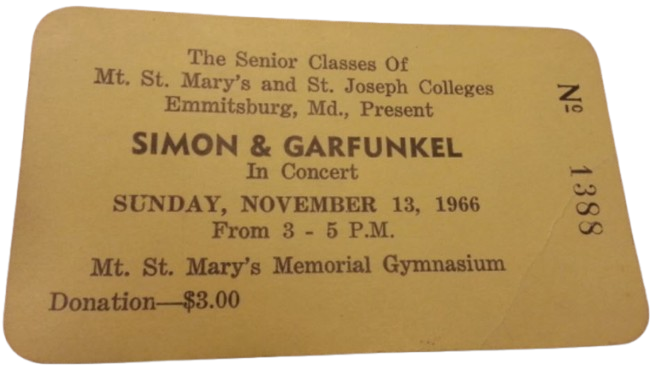 The Senior Classes Of
Mt. St. Mary's and St. Joseph Colleges
Emmitsburg, Md., Present
SIMON & GARFUNKEL
In Concert
SUNDAY, NOVEMBER 13, 1966
From 3 - 5 P.M.
Mt. St. Mary's Memorial Gymnasium
Donation—$3.00
Nº 1388